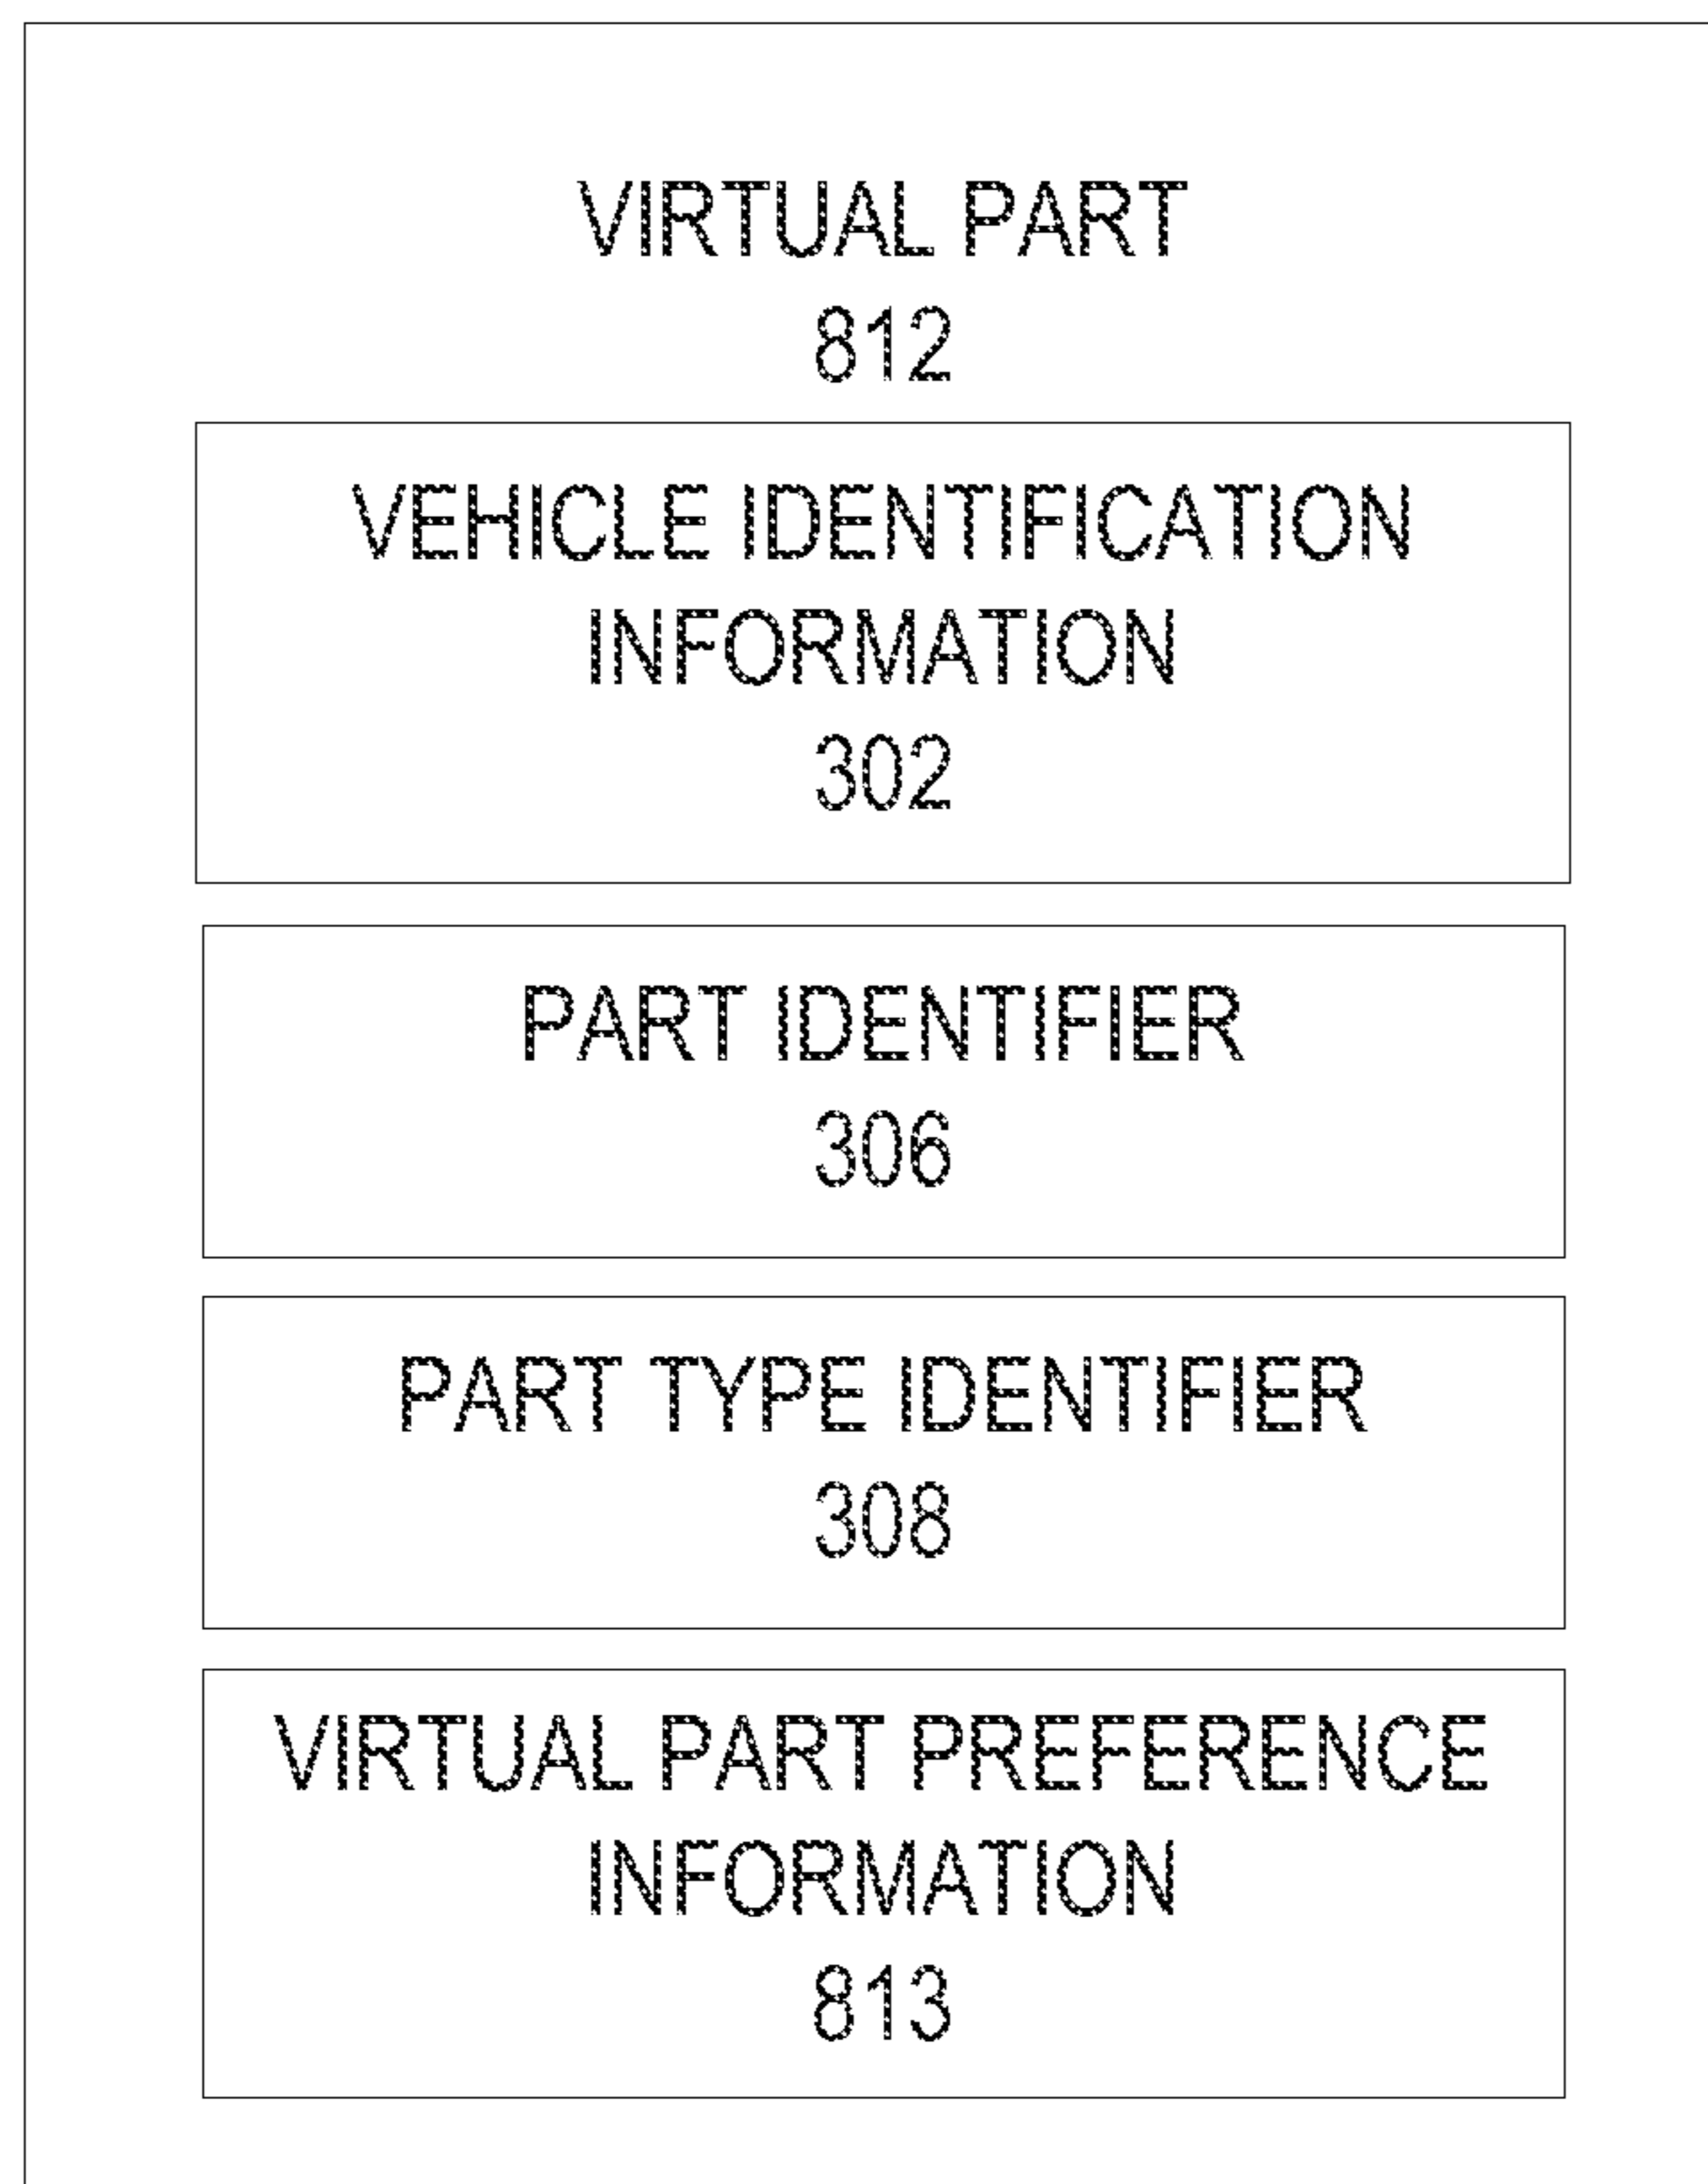 VIRTUAL PART
812
VEHICLE IDENTIFICATION
INFORMATION
302
PART IDENTIFIER
306
PART TYPE IDENTIFIER
308
VIRTUAL PART PREFERENCE
INFORMATION
813